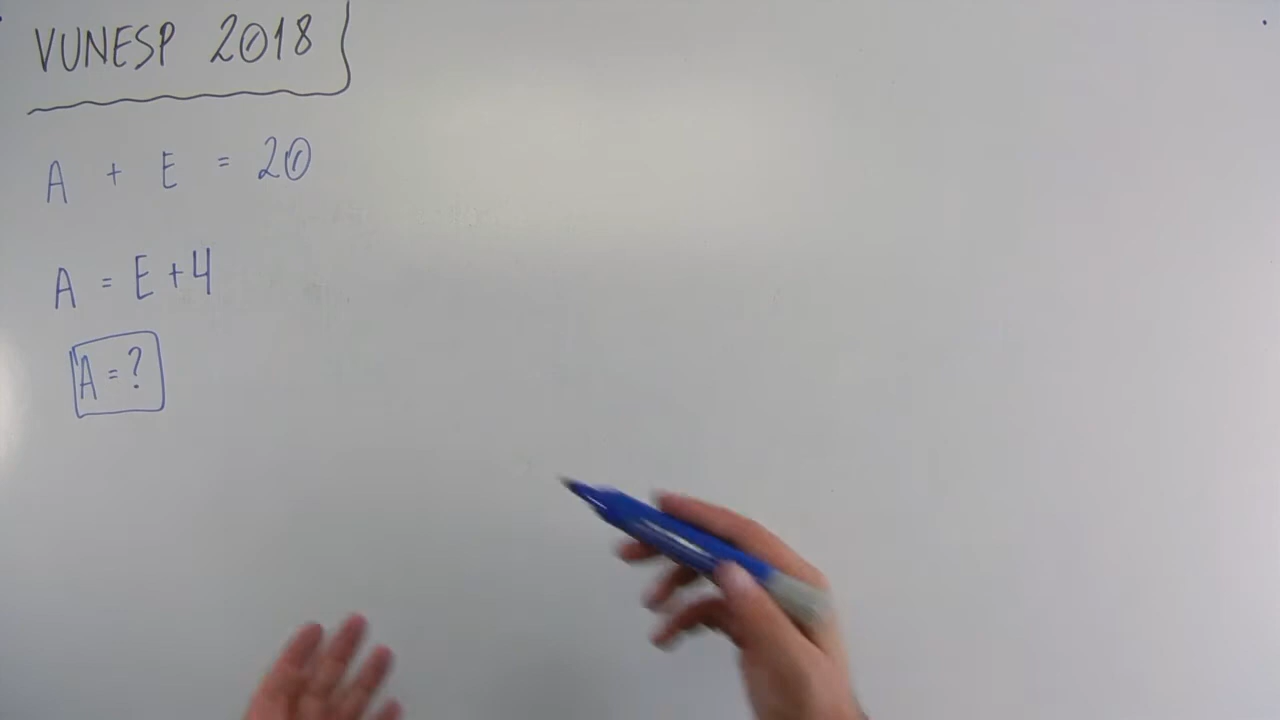 VUNESP 2018
A + E = 20
A = E + 4
A = ?